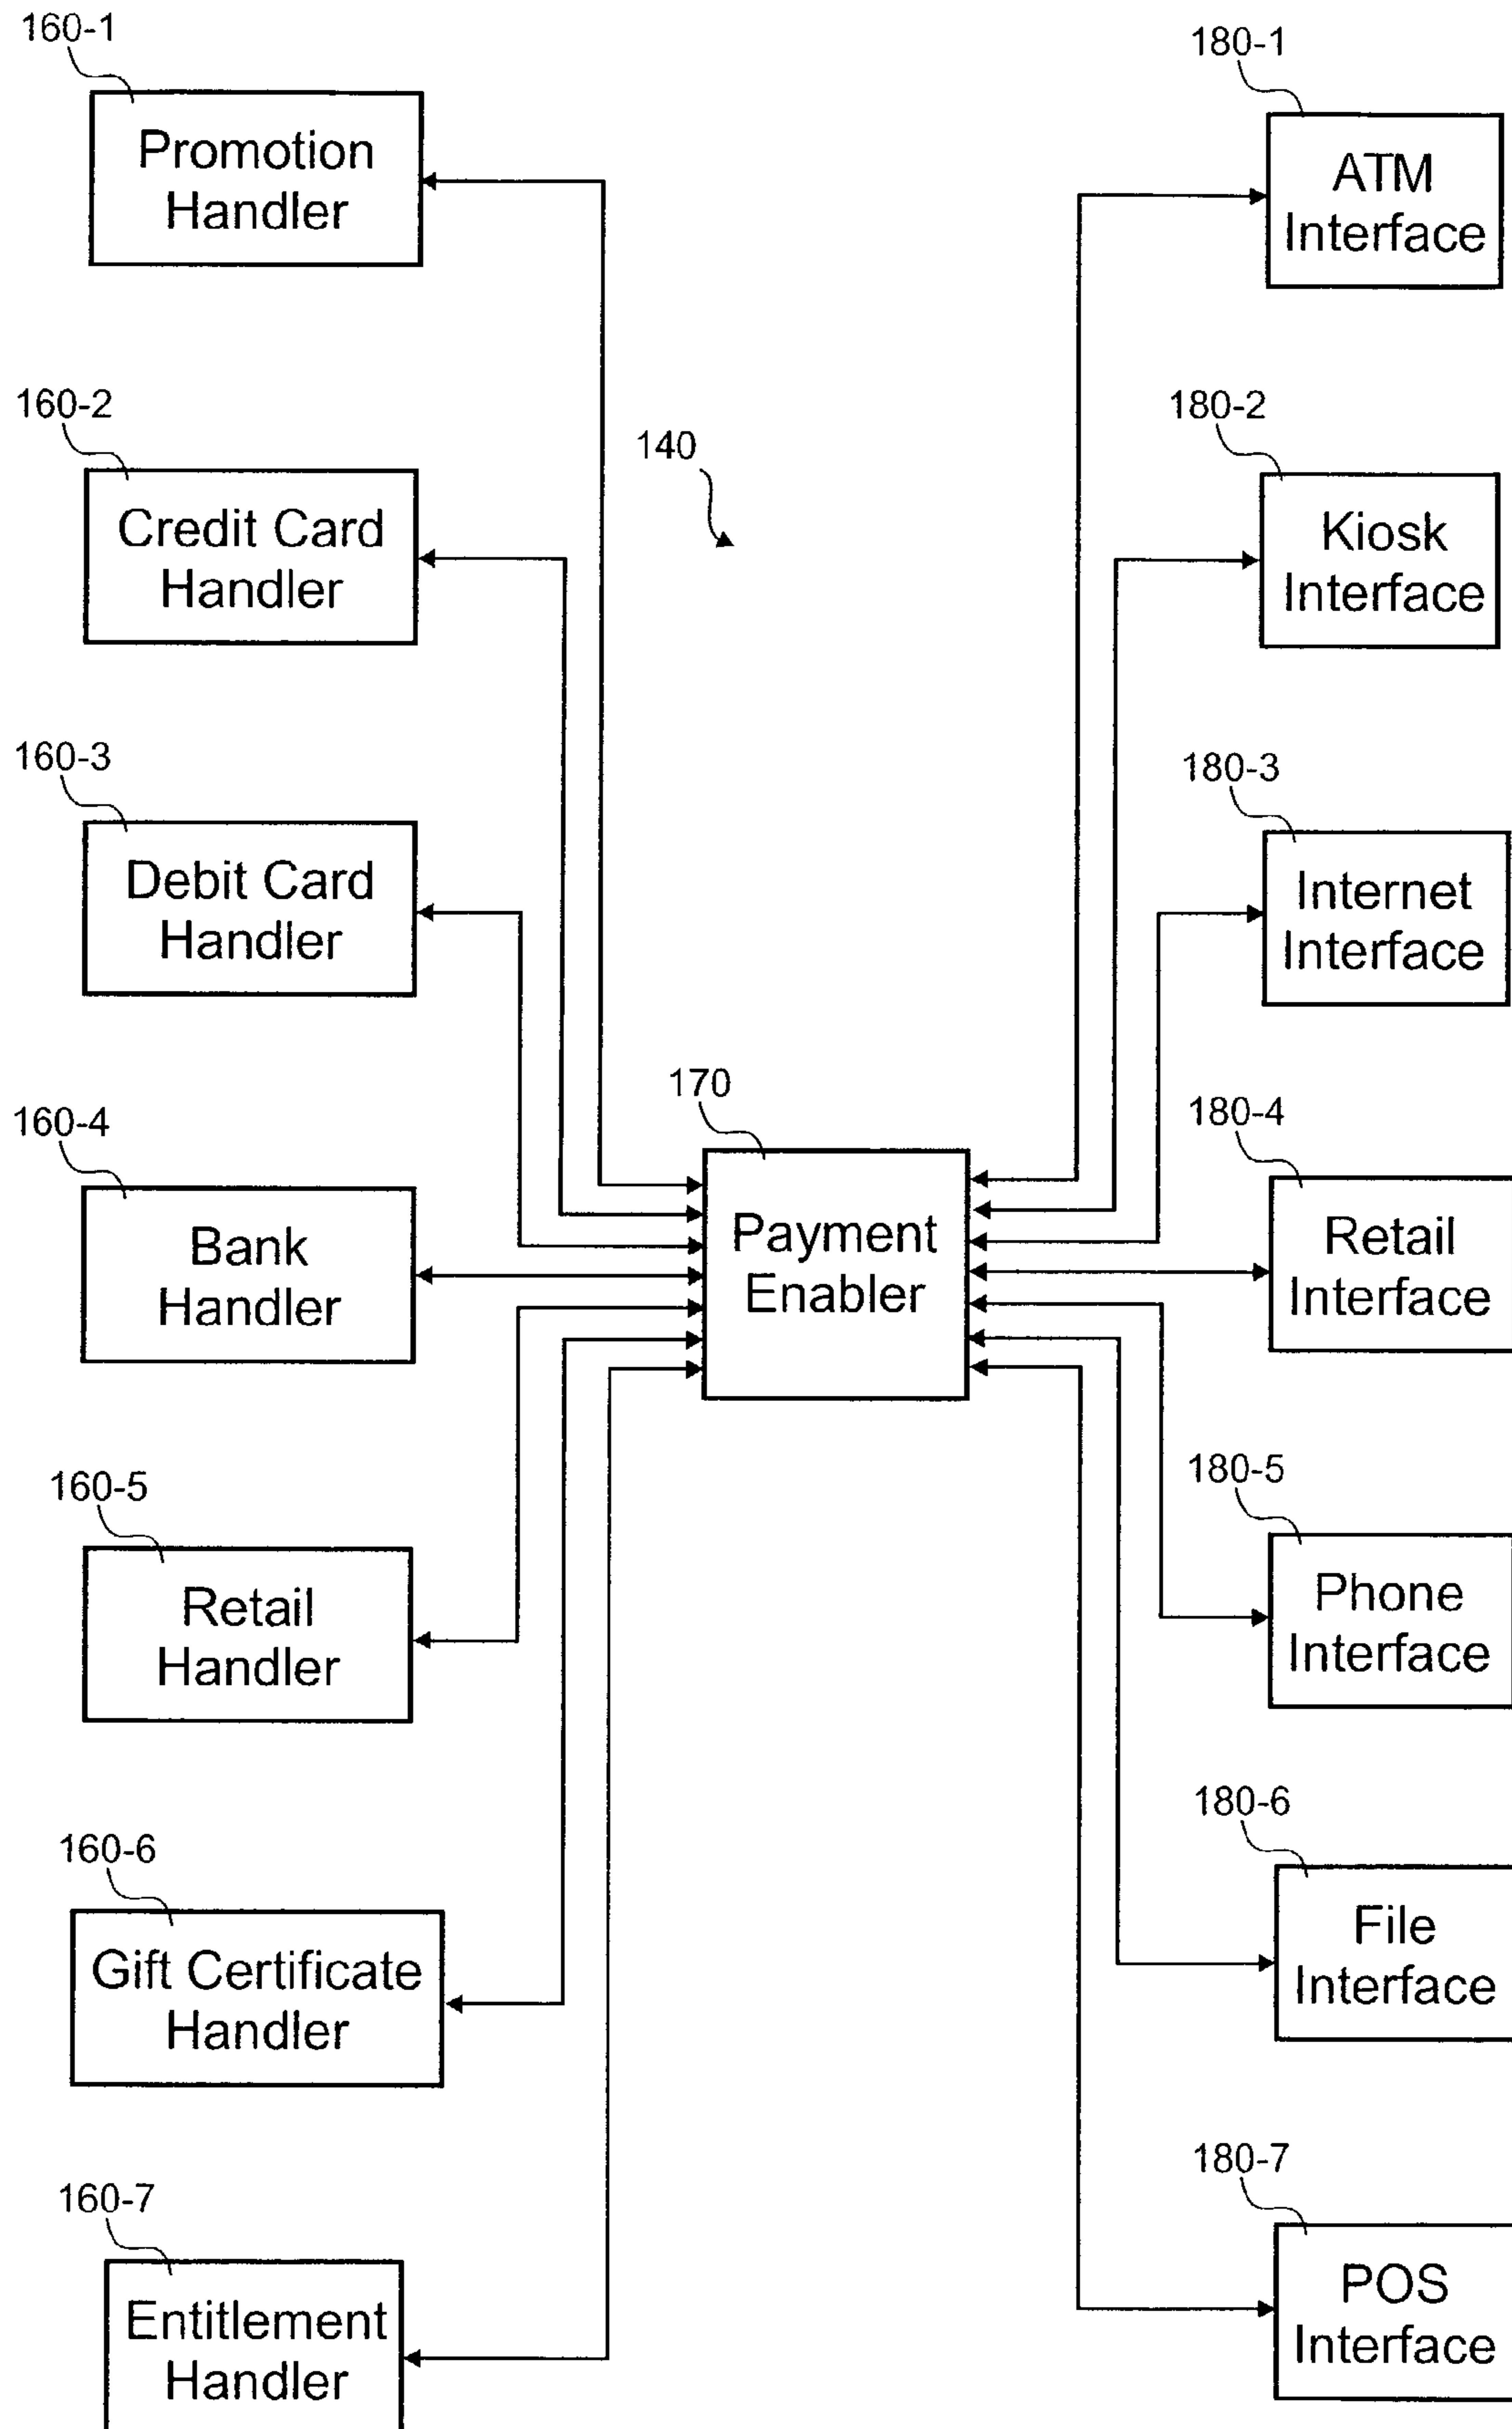 160-1
Promotion
Handler
180-1
ATM
Interface
160-2
Credit Card
Handler
140
180-2
Kiosk
Interface
160-3
Debit Card
Handler
180-3
Internet
Interface
160-4
Bank
Handler
170
Payment
Enabler
180-4
Retail
Interface
160-5
Retail
Handler
180-5
Phone
Interface
160-6
Gift Certificate
Handler
180-6
File
Interface
160-7
Entitlement
Handler
180-7
POS
Interface